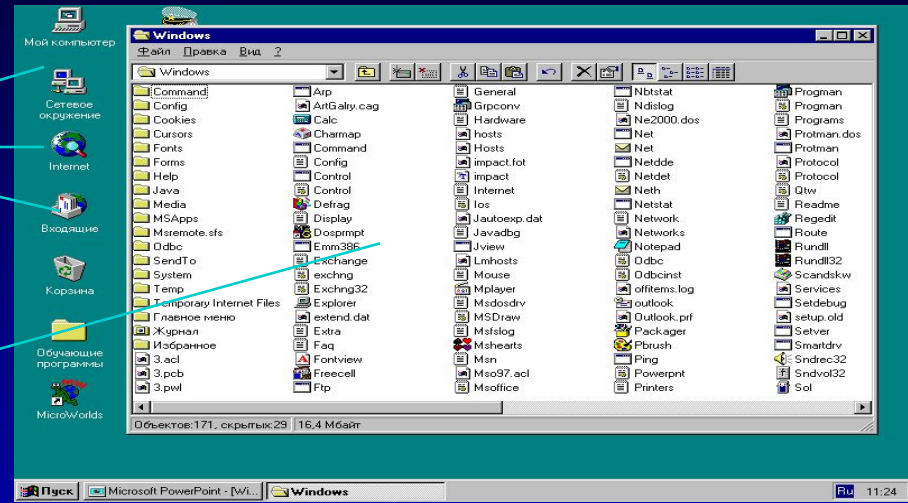 Мой компьютер
Сетевое
окружение
Internet
Входящие
Корзина
Обучающие
программы
MicroWorlds
Windows
Файл Правка Вид ?
Windows
Command
Config
Cookies
Cursors
Fonts
Forms
Help
Java
Media
MSApps
Msremote.sfs
Odbc
SendTo
System
Temp
Temporary Internet Files
Главное меню
Журнал
Избранное
3.acl
3.pcb
3.pwl
Arp
ArtGalry.cag
Calc
Charmap
Command
Config
Control
Control
Defrag
Display
Dosprmpt
Emm386
Exchange
exchng
Exchng32
Explorer
extend.dat
Extra
Faq
Fontview
Freecell
Ftp
General
Grpconv
Hardware
hosts
Hosts
impact.fot
impact
Internet
Ios
Jautoexp.dat
Javadbg
Jview
Lmhosts
Mouse
Mplayer
Msdosdrv
MSDraw
Msfslog
Mshearts
Msn
Mso97.acl
Msoffice
Nbtstat
Ndislog
Ne2000.dos
Net
Net
Netdde
Netdet
Neth
Netstat
Network
Networks
Notepad
Odbc
Odbcinst
offitems.log
outlook
Outlook.prf
Packager
Pbrush
Ping
Powerpnt
Printers
Progman
Progman
Programs
Protman.dos
Protman
Protocol
Protocol
Qtw
Readme
Regedit
Route
Rundll
Rundll32
Scandskw
Services
Setdebug
setup.old
Setver
Smartdrv
Sndrec32
Sndvol32
Sol
Объектов:171, скрытых:29 16,4 Мбайт
Пуск Microsoft PowerPoint - [Wi... Windows Ru 11:24